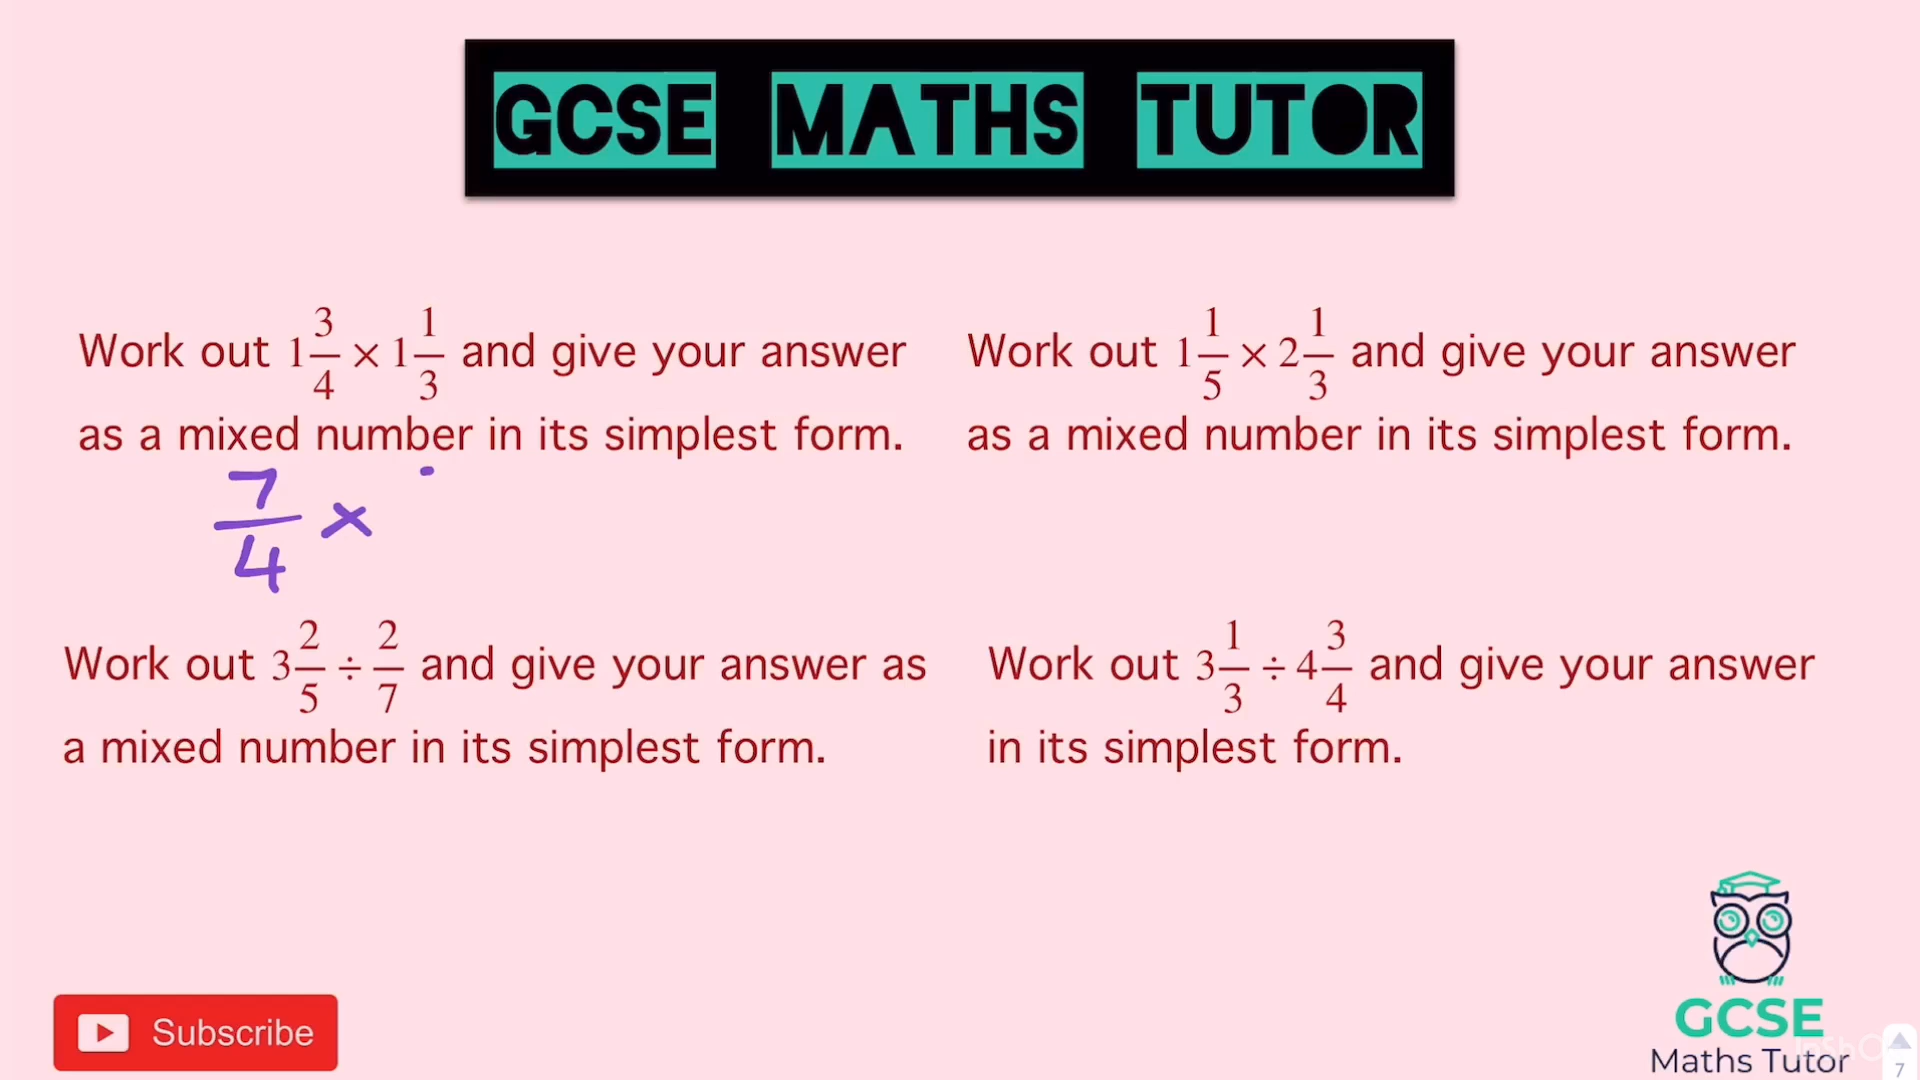 GCSE MATHS TUTOR
Work out 1 3/4 × 1 1/3 and give your answer
as a mixed number in its simplest form.
7/4 ×
Work out 1 1/5 × 2 1/3 and give your answer
as a mixed number in its simplest form.
Work out 3 2/5 ÷ 2/7 and give your answer as
a mixed number in its simplest form.
Work out 3 1/3 ÷ 4 3/4 and give your answer
in its simplest form.
Subscribe
GCSE
Maths Tutor
7